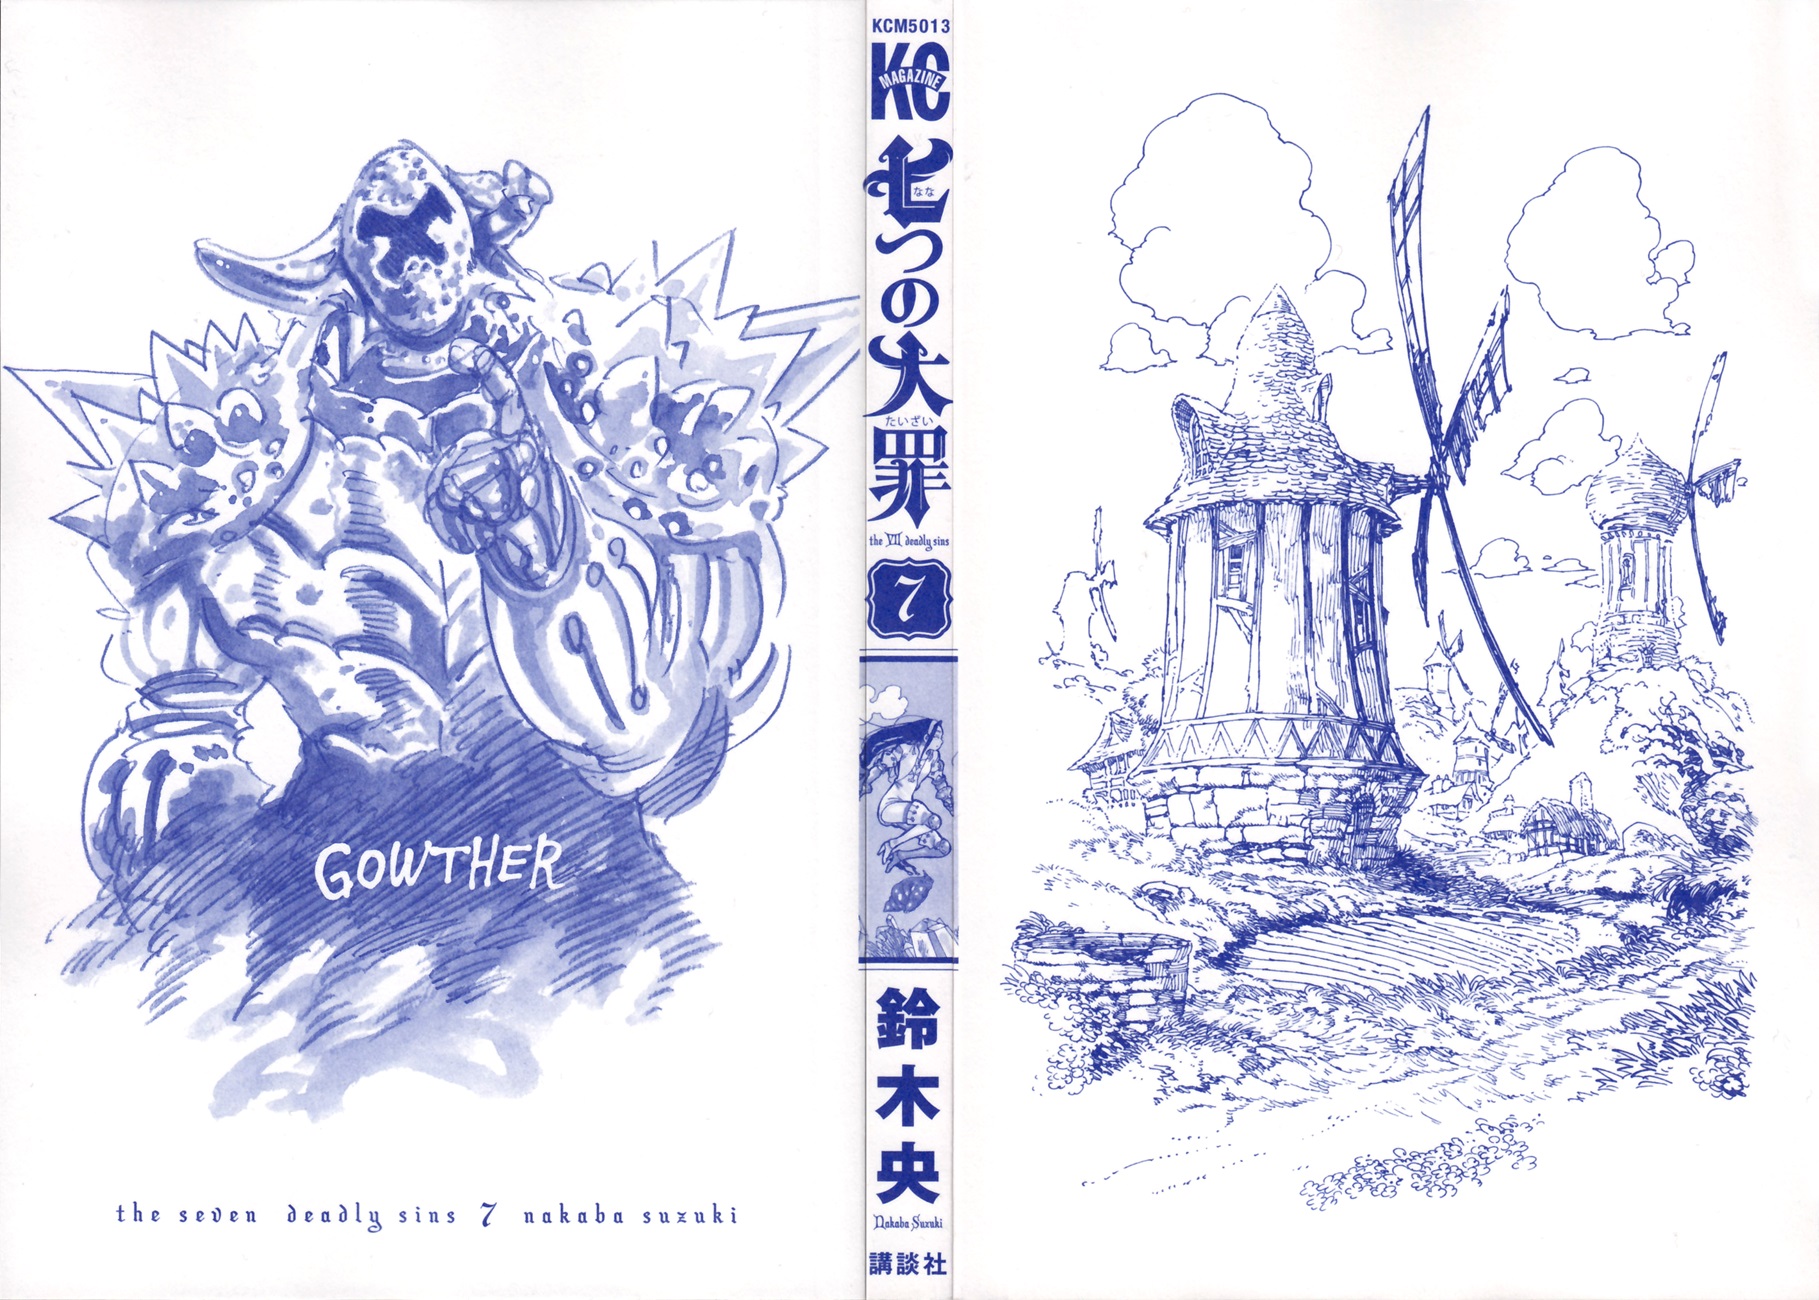 GOWTHER
the seven deadly sins 7 nakaba suzuki
KCM5013
KC
MAGAZINE
七つの大罪
なな
たいざい
the VII deadly sins
7
鈴木央
Nakaba Suzuki
講談社